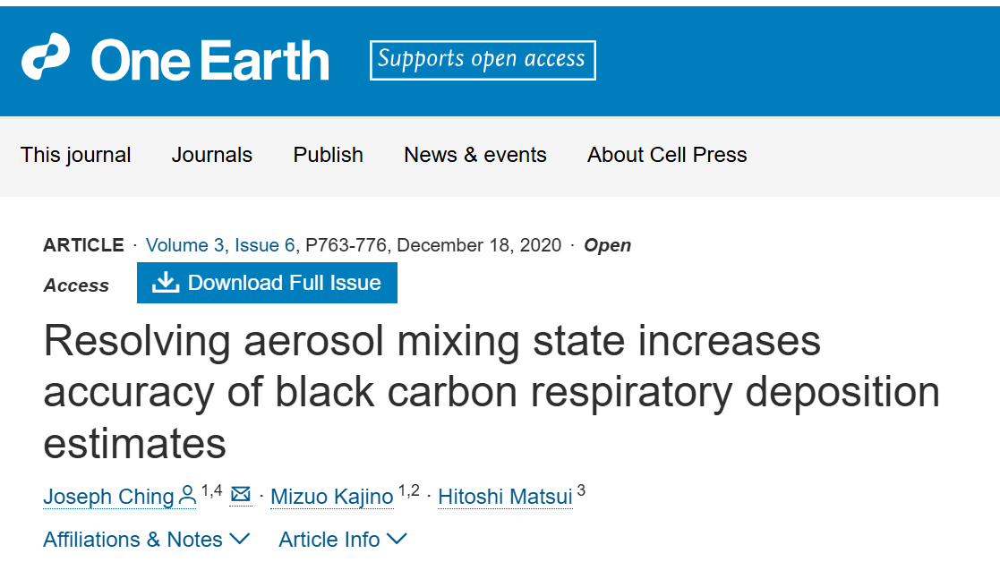 One Earth Supports open access
This journal Journals Publish News & events About Cell Press
ARTICLE · Volume 3, Issue 6, P763-776, December 18, 2020 · Open
Access Download Full Issue
Resolving aerosol mixing state increases
accuracy of black carbon respiratory deposition
estimates
Joseph Ching 1,4 · Mizuo Kajino 1,2 · Hitoshi Matsui 3
Affiliations & Notes Article Info